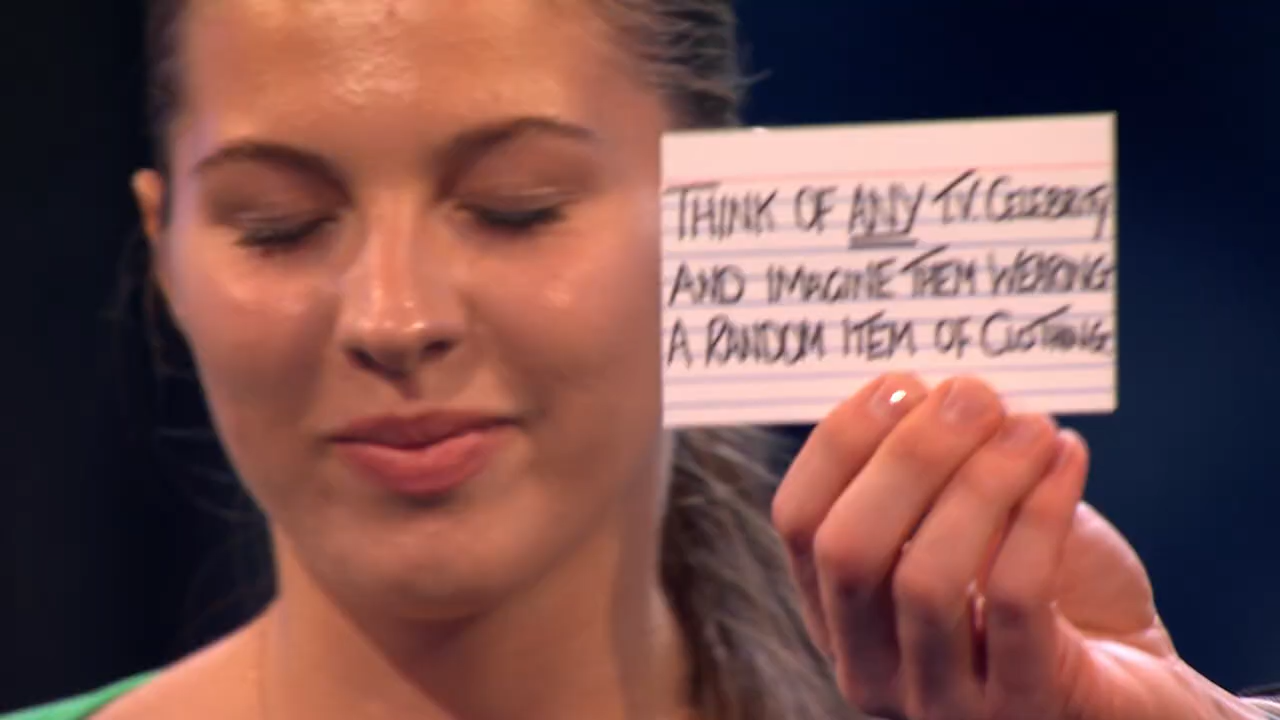 THINK OF ANY T.V. CELEBRITY
AND IMAGINE THEM WEARING
A RANDOM ITEM OF CLOTHING